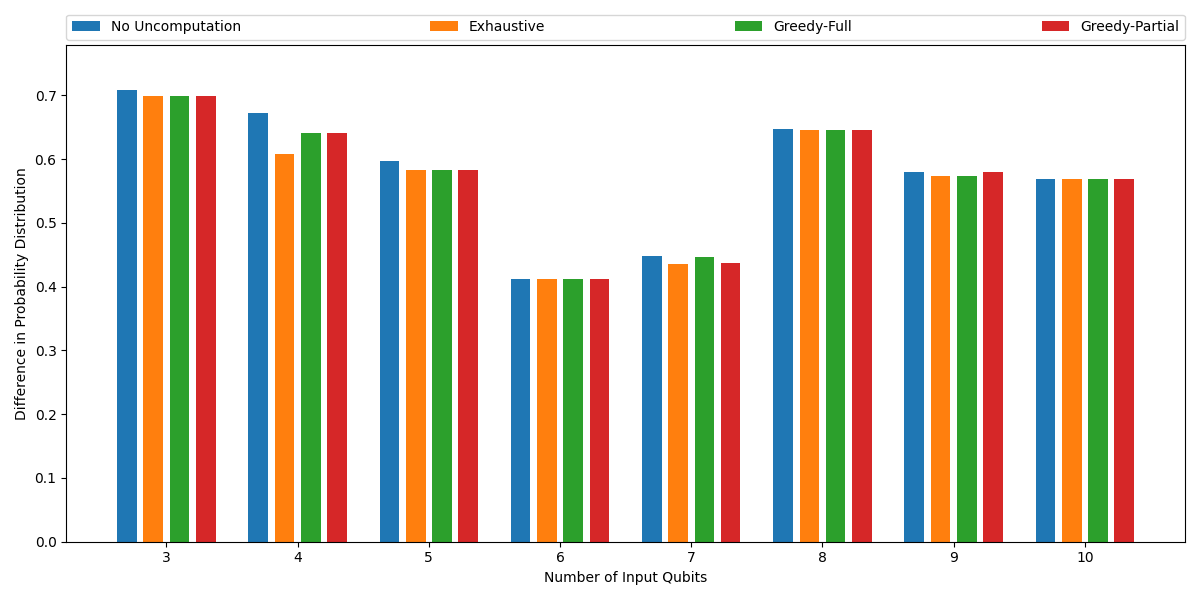 No Uncomputation Exhaustive Greedy-Full Greedy-Partial
Difference in Probability Distribution
0.7
0.6
0.5
0.4
0.3
0.2
0.1
0.0
3 4 5 6 7 8 9 10
Number of Input Qubits